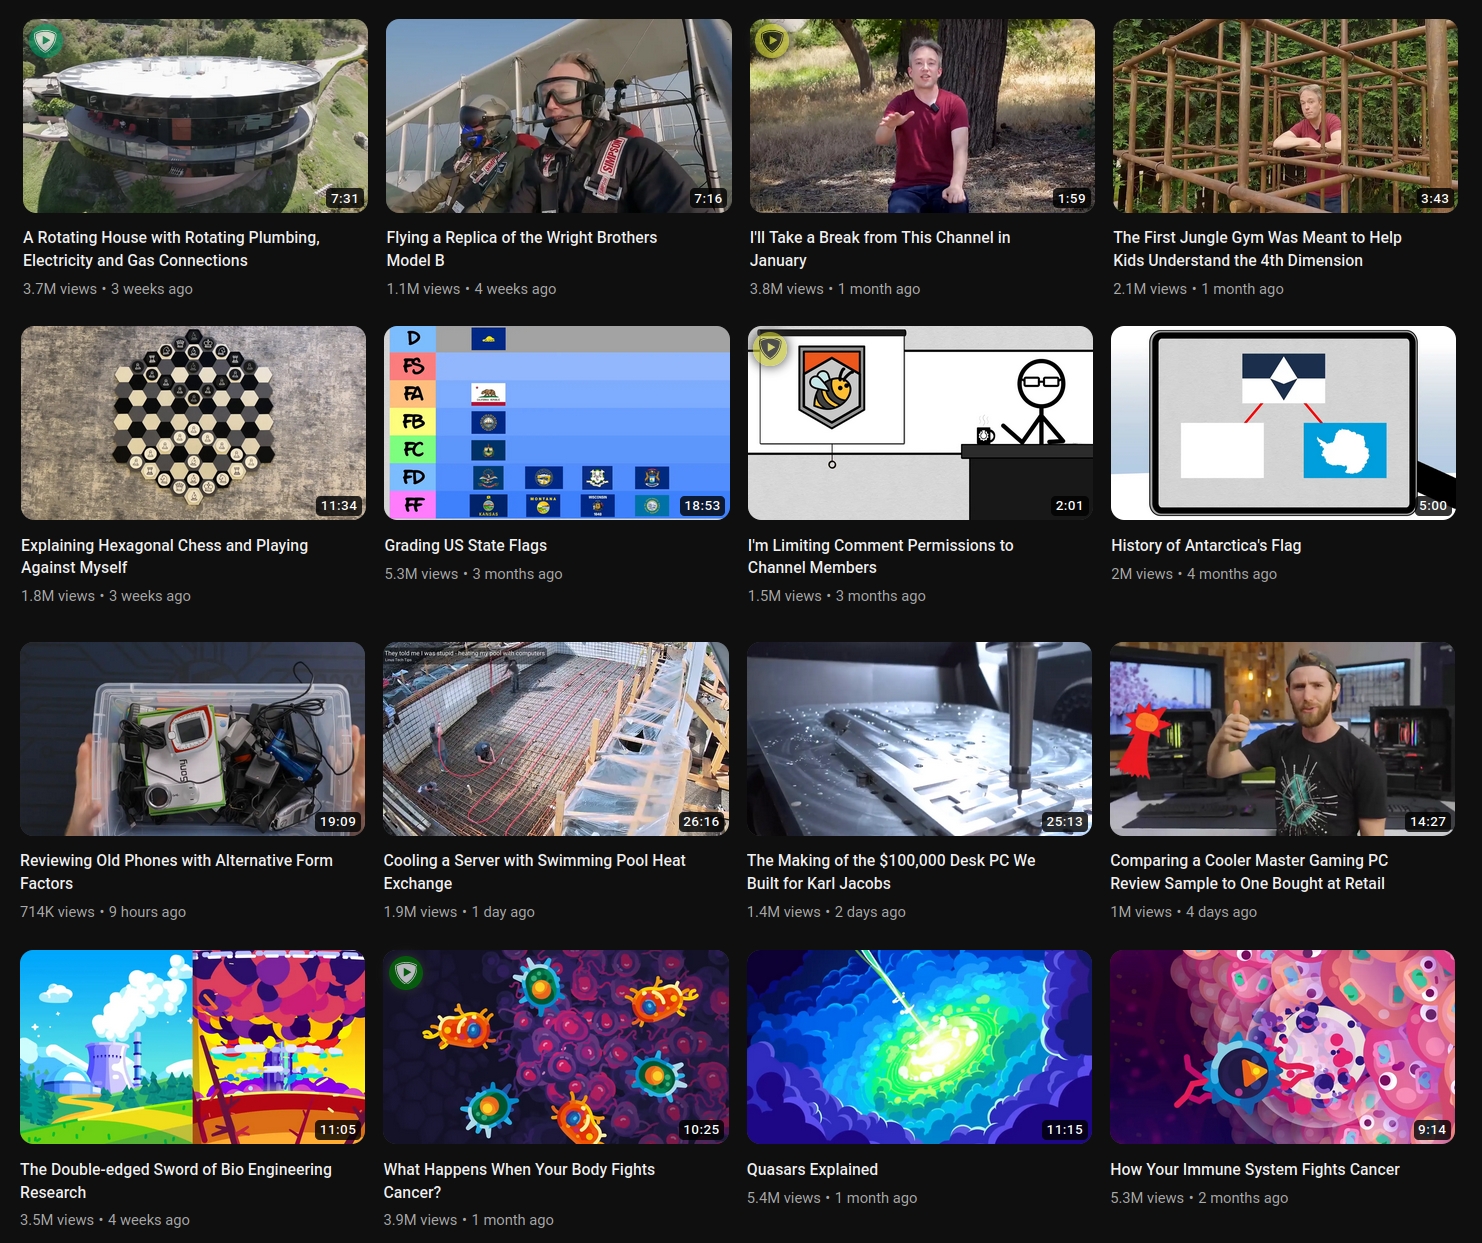 7:31
7:16
1:59
3:43
A Rotating House with Rotating Plumbing,
Electricity and Gas Connections
3.7M views • 3 weeks ago
Flying a Replica of the Wright Brothers
Model B
1.1M views • 4 weeks ago
I'll Take a Break from This Channel in
January
3.8M views • 1 month ago
The First Jungle Gym Was Meant to Help
Kids Understand the 4th Dimension
2.1M views • 1 month ago
SIMPSON
11:34
D
FS
FA
FB
FC
FD
FF
KANSAS
MONTANA
WISCONSIN
1848
18:53
2:01
5:00
Explaining Hexagonal Chess and Playing
Against Myself
1.8M views • 3 weeks ago
Grading US State Flags
5.3M views • 3 months ago
I'm Limiting Comment Permissions to
Channel Members
1.5M views • 3 months ago
History of Antarctica's Flag
2M views • 4 months ago
Sony
19:09
They told me I was stupid - heating my pool with computers
Linus Tech Tips
26:16
25:13
14:27
Reviewing Old Phones with Alternative Form
Factors
714K views • 9 hours ago
Cooling a Server with Swimming Pool Heat
Exchange
1.9M views • 1 day ago
The Making of the $100,000 Desk PC We
Built for Karl Jacobs
1.4M views • 2 days ago
Comparing a Cooler Master Gaming PC
Review Sample to One Bought at Retail
1M views • 4 days ago
11:05
10:25
11:15
9:14
The Double-edged Sword of Bio Engineering
Research
3.5M views • 4 weeks ago
What Happens When Your Body Fights
Cancer?
3.9M views • 1 month ago
Quasars Explained
5.4M views • 1 month ago
How Your Immune System Fights Cancer
5.3M views • 2 months ago